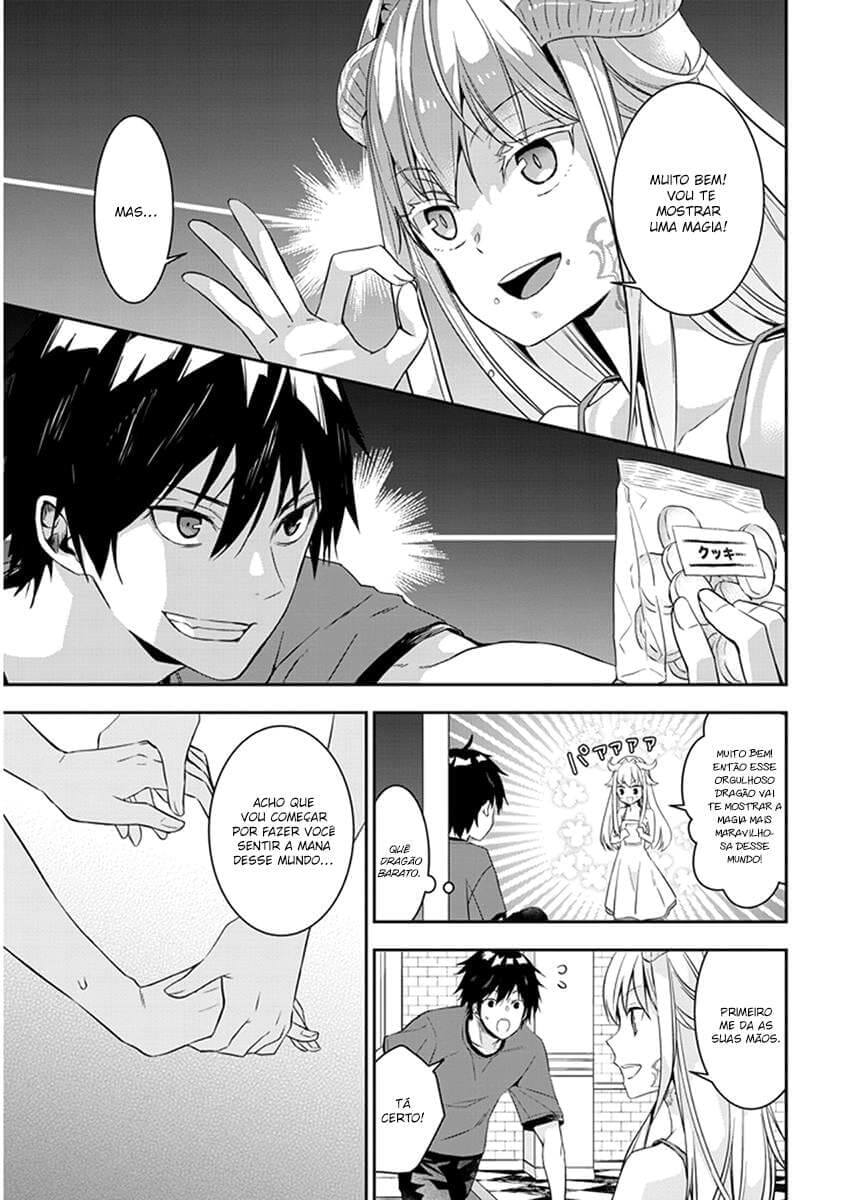 MUITO BEM!
VOU TE
MOSTRAR
UMA MAGIA!
MAS...
クッキー
MUITO BEM!
ENTÃO ESSE
ORGULHOSO
DRAGÃO VAI
TE MOSTRAR A
MAGIA MAIS
MARAVILHO-
SA DESSE
MUNDO!
パァァァァ
QUÊ
DRAGÃO
BARATO.
PRIMEIRO
ME DA AS
SUAS MÃOS.
TÁ
CERTO!
ACHO QUE
VOU COMEÇAR
POR FAZER VOCÊ
SENTIR A MANA
DESSE MUNDO...